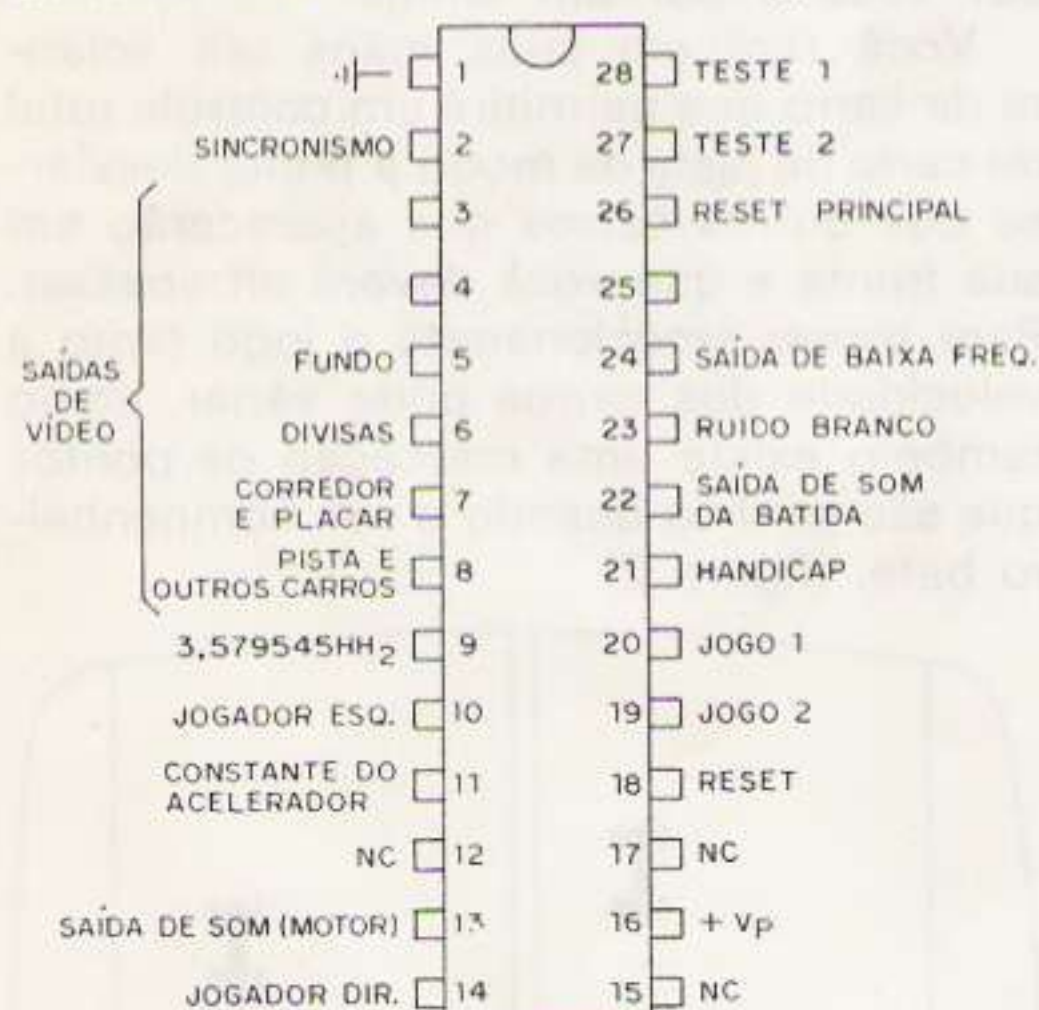 1
28 TESTE 1
SINCRONISMO 2
27 TESTE 2
3
26 RESET PRINCIPAL
4
25
SAÍDAS
DE
VÍDEO
FUNDO 5
24 SAÍDA DE BAIXA FREQ.
DIVISAS 6
23 RUIDO BRANCO
CORREDOR
E PLACAR 7
22 SAÍDA DE SOM
DA BATIDA
PISTA E
OUTROS CARROS 8
21 HANDICAP
3,579545HH2 9
20 JOGO 1
JOGADOR ESQ. 10
19 JOGO 2
CONSTANTE DO
ACELERADOR 11
18 RESET
NC 12
17 NC
SAÍDA DE SOM (MOTOR) 13
16 + Vp
JOGADOR DIR. 14
15 NC